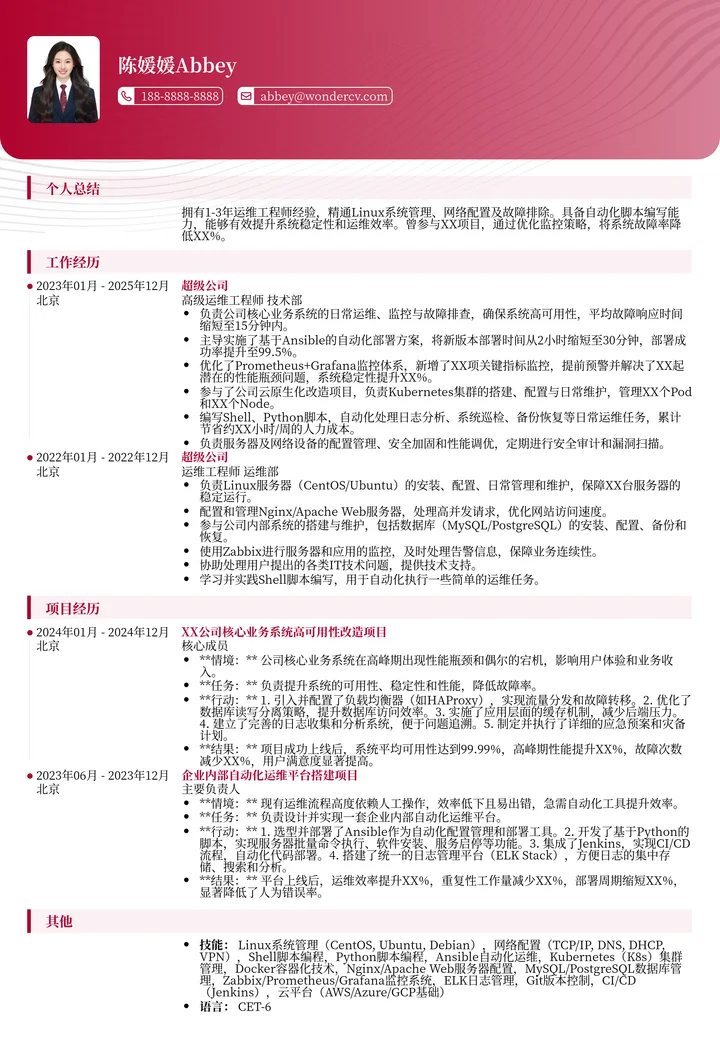 陈媛媛Abbey
188-8888-8888
abbey@wondercv.com
个人总结
拥有1-3年运维工程师经验，精通Linux系统管理、网络配置及故障排除。具备自动化脚本编写能
力，能够有效提升系统稳定性和运维效率。曾参与XX项目，通过优化监控策略，将系统故障率降
低XX%。
工作经历
2023年01月 - 2025年12月
北京
超级公司
高级运维工程师 技术部
负责公司核心业务系统的日常运维、监控与故障排查，确保系统高可用性，平均故障响应时间
缩短至15分钟内。
主导实施了基于Ansible的自动化部署方案，将新版本部署时间从2小时缩短至30分钟，部署成
功率提升至99.5%。
优化了Prometheus+Grafana监控体系，新增了XX项关键指标监控，提前预警并解决了XX起
潜在的性能瓶颈问题，系统稳定性提升XX%。
参与了公司云原生化改造项目，负责Kubernetes集群的搭建、配置与日常维护，管理XX个Pod
和XX个Node。
编写Shell、Python脚本，自动化处理日志分析、系统巡检、备份恢复等日常运维任务，累计
节省约XX小时/周的人力成本。
负责服务器及网络设备的配置管理、安全加固和性能调优，定期进行安全审计和漏洞扫描。
2022年01月 - 2022年12月
北京
超级公司
运维工程师 运维部
负责Linux服务器（CentOS/Ubuntu）的安装、配置、日常管理和维护，保障XX台服务器的
稳定运行。
配置和管理Nginx/Apache Web服务器，处理高并发请求，优化网站访问速度。
参与公司内部系统的搭建与维护，包括数据库（MySQL/PostgreSQL）的安装、配置、备份和
恢复。
使用Zabbix进行服务器和应用的监控，及时处理告警信息，保障业务连续性。
协助处理用户提出的各类IT技术问题，提供技术支持。
学习并实践Shell脚本编写，用于自动化执行一些简单的运维任务。
项目经历
2024年01月 - 2024年12月
北京
XX公司核心业务系统高可用性改造项目
核心成员
**情境：** 公司核心业务系统在高峰期出现性能瓶颈和偶尔的宕机，影响用户体验和业务收
入。
**任务：** 负责提升系统的可用性、稳定性和性能，降低故障率。
**行动：** 1. 引入并配置了负载均衡器（如HAProxy），实现流量分发和故障转移。2. 优化了
数据库读写分离策略，提升数据库访问效率。3. 实施了应用层面的缓存机制，减少后端压力。
4. 建立了完善的日志收集和分析系统，便于问题追溯。5. 制定并执行了详细的应急预案和灾备
计划。
**结果：** 项目成功上线后，系统平均可用性达到99.99%，高峰期性能提升XX%，故障次数
减少XX%，用户满意度显著提高。
2023年06月 - 2023年12月
北京
企业内部自动化运维平台搭建项目
主要负责人
**情境：** 现有运维流程高度依赖人工操作，效率低下且易出错，急需自动化工具提升效率。
**任务：** 负责设计并实现一套企业内部自动化运维平台。
**行动：** 1. 选型并部署了Ansible作为自动化配置管理和部署工具。2. 开发了基于Python的
脚本，实现服务器批量命令执行、软件安装、服务启停等功能。3. 集成了Jenkins，实现CI/CD
流程，自动化代码部署。4. 搭建了统一的日志管理平台（ELK Stack），方便日志的集中存
储、搜索和分析。
**结果：** 平台上线后，运维效率提升XX%，重复性工作量减少XX%，部署周期缩短XX%，
显著降低了人为错误率。
其他
技能： Linux系统管理（CentOS, Ubuntu, Debian），网络配置（TCP/IP, DNS, DHCP,
VPN），Shell脚本编程，Python脚本编程，Ansible自动化运维，Kubernetes（K8s）集群
管理，Docker容器化技术，Nginx/Apache Web服务器配置，MySQL/PostgreSQL数据库管
理，Zabbix/Prometheus/Grafana监控系统，ELK日志管理，Git版本控制，CI/CD
（Jenkins），云平台（AWS/Azure/GCP基础）
语言： CET-6